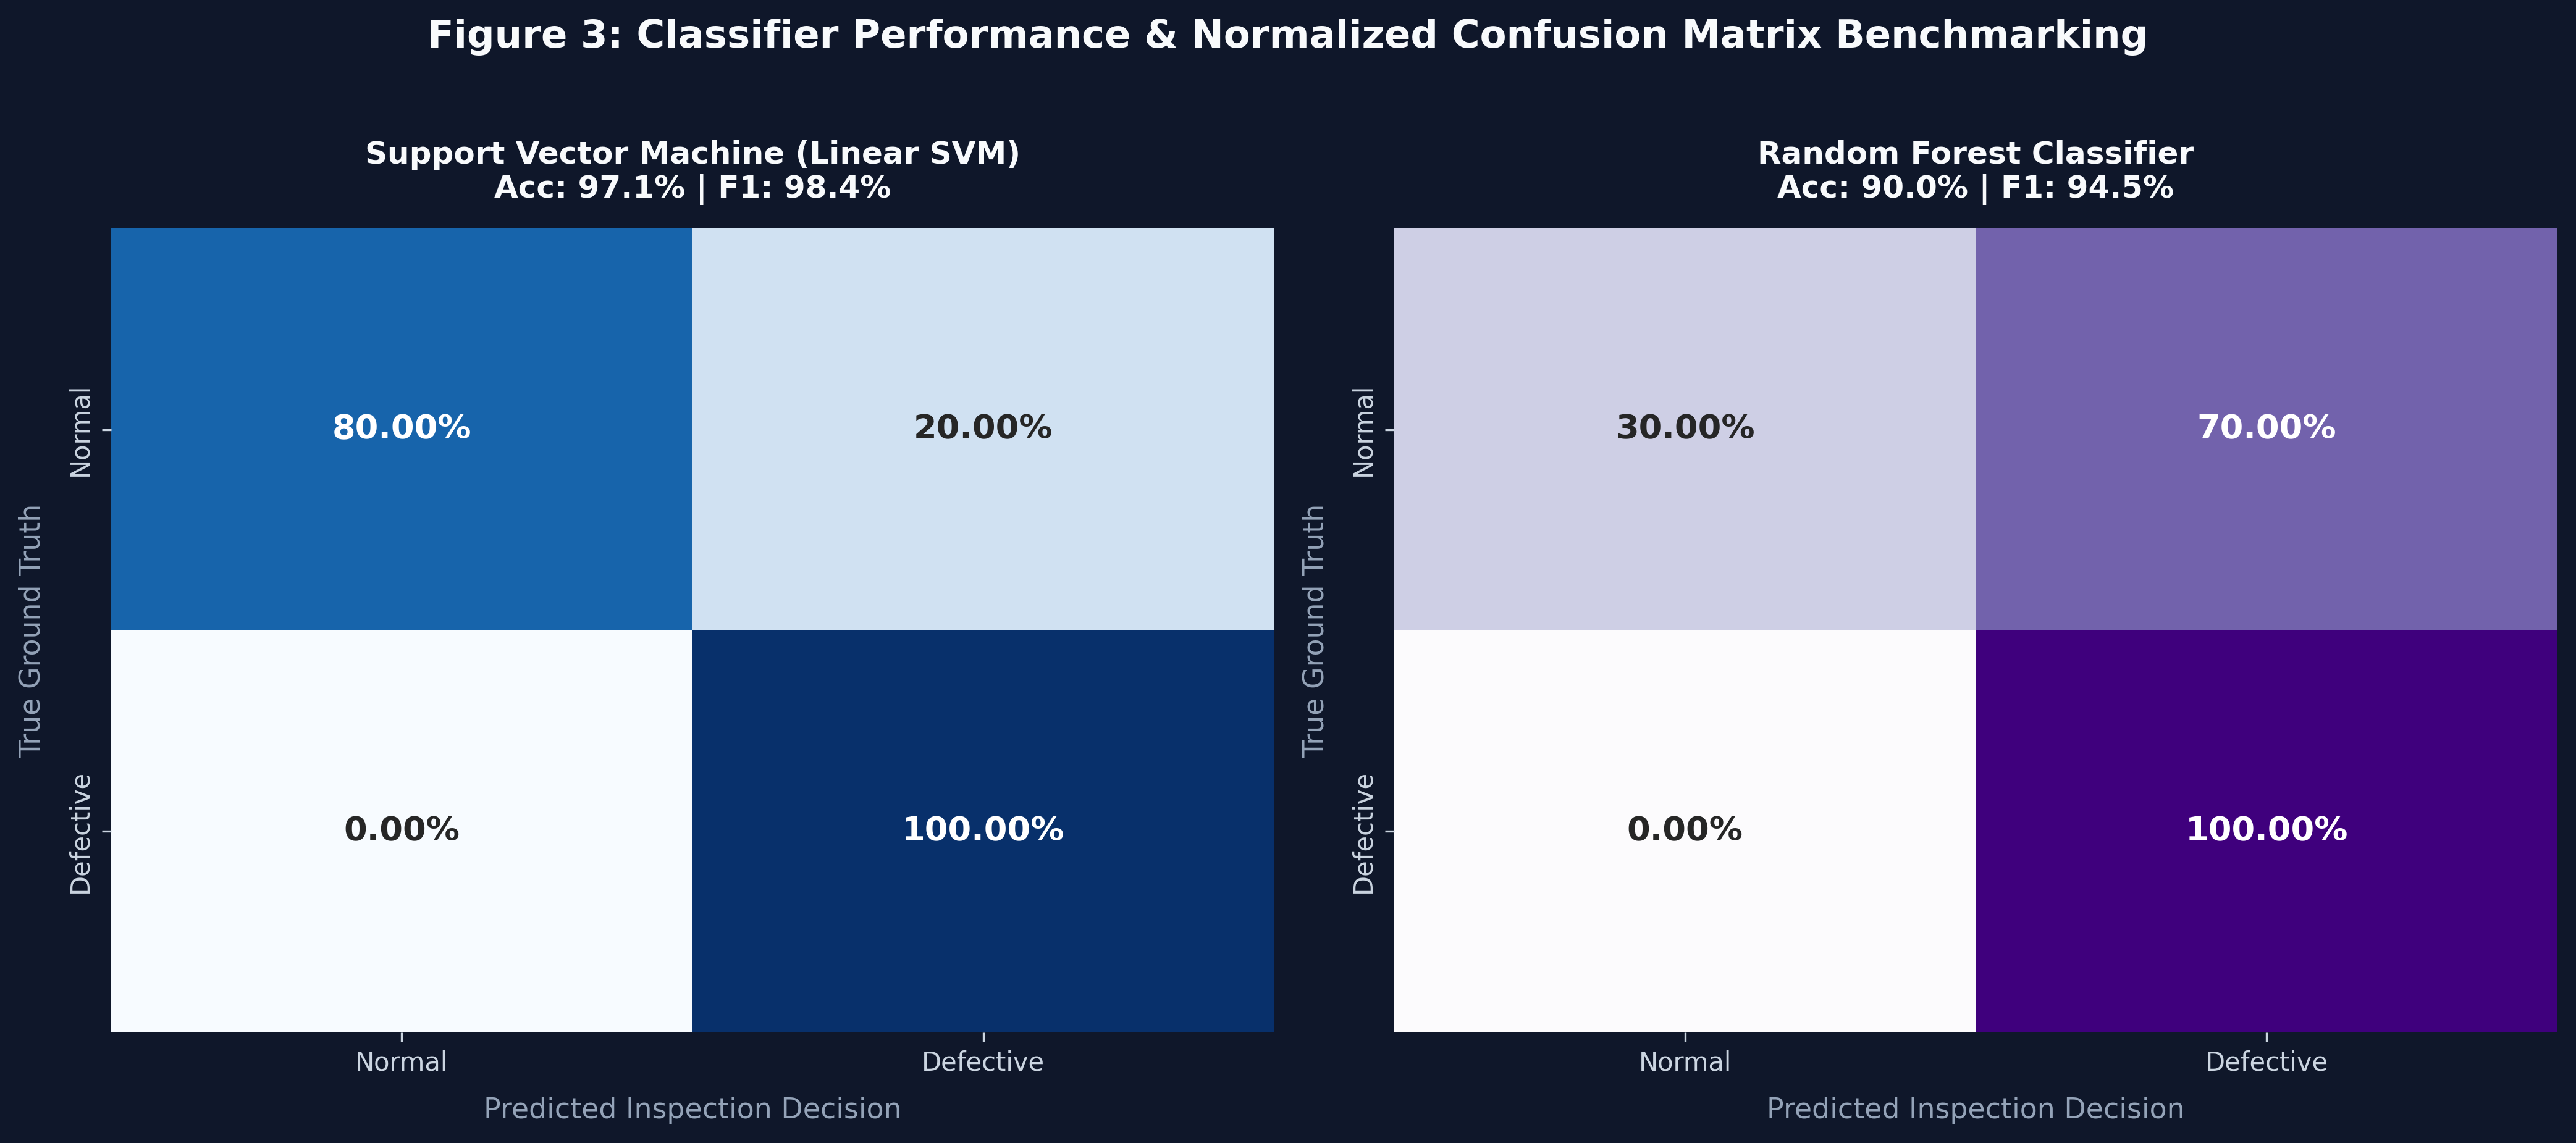 Figure 3: Classifier Performance & Normalized Confusion Matrix Benchmarking
Support Vector Machine (Linear SVM)
Acc: 97.1% | F1: 98.4%
True Ground Truth
Normal
80.00%
20.00%
Defective
0.00%
100.00%
Normal
Defective
Predicted Inspection Decision
Random Forest Classifier
Acc: 90.0% | F1: 94.5%
True Ground Truth
Normal
30.00%
70.00%
Defective
0.00%
100.00%
Normal
Defective
Predicted Inspection Decision